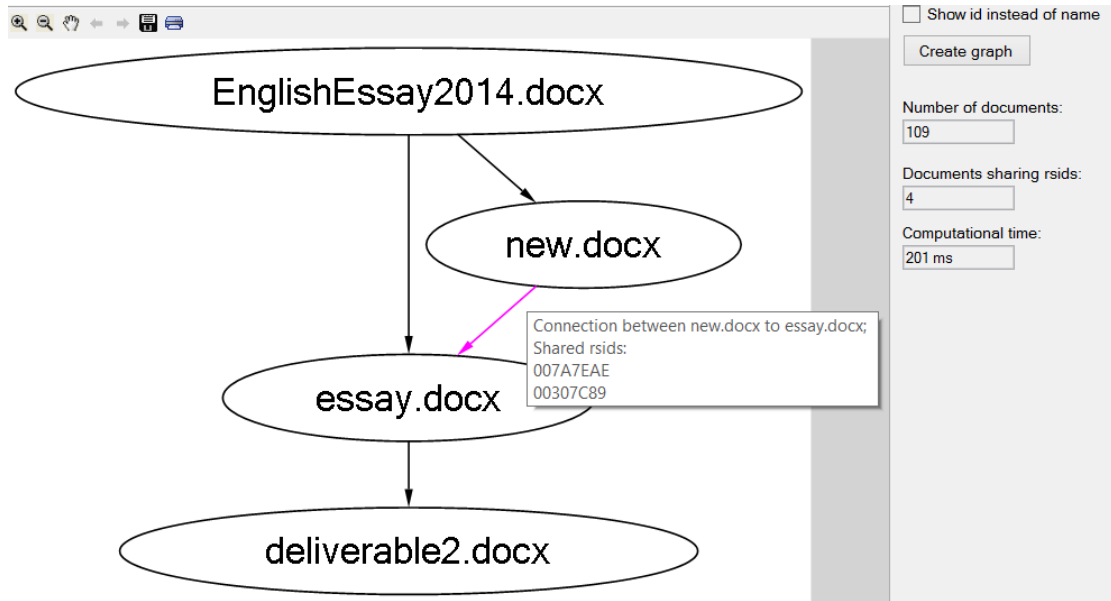 EnglishEssay2014.docx
new.docx
Connection between new.docx to essay.docx;
Shared rsids:
007A7EAE
00307C89
essay.docx
deliverable2.docx
Show id instead of name
Create graph
Number of documents:
109
Documents sharing rsids:
4
Computational time:
201 ms